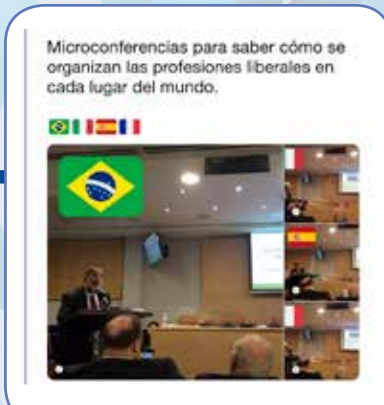 Microconferencias para saber cómo se
organizan las profesiones liberales en
cada lugar del mundo.